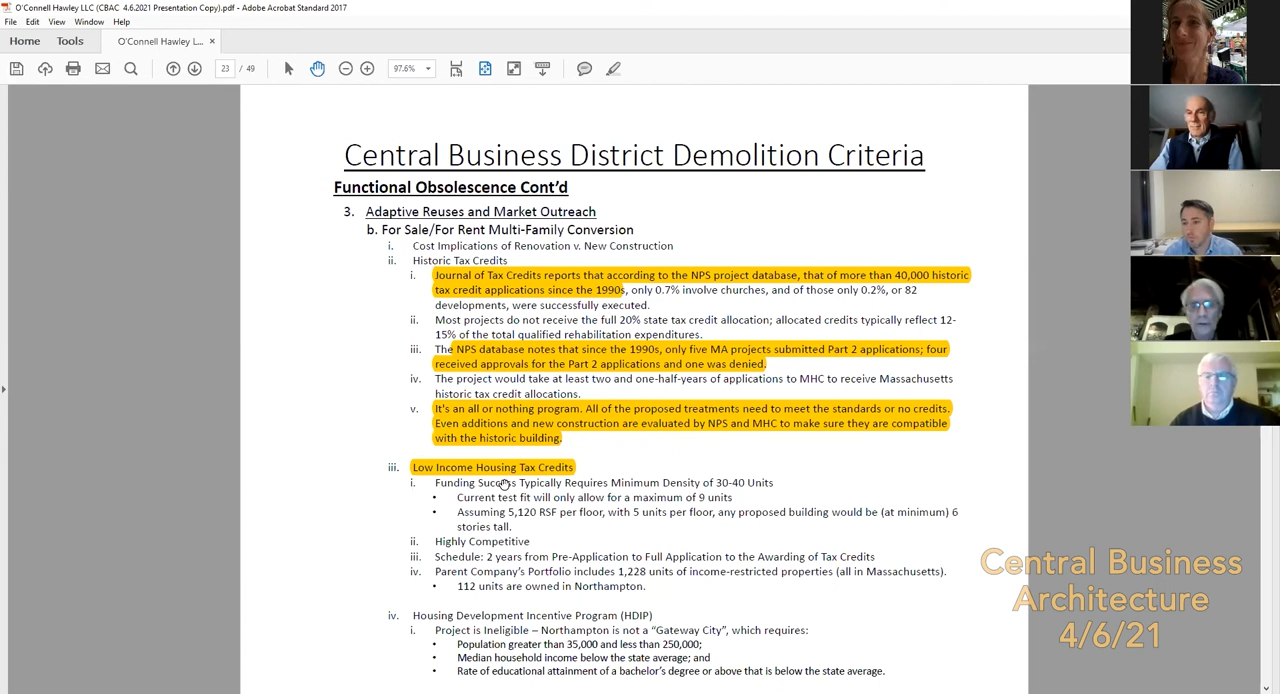 O'Connell Hawley LLC (CBAC 4.6.2021 Presentation Copy).pdf - Adobe Acrobat Standard 2017
File Edit View Window Help
Home Tools O'Connell Hawley L... ×
23 / 49 97.6%
Central Business District Demolition Criteria
Functional Obsolescence Cont'd
3. Adaptive Reuses and Market Outreach
b. For Sale/For Rent Multi-Family Conversion
i. Cost Implications of Renovation v. New Construction
ii. Historic Tax Credits
i. Journal of Tax Credits reports that according to the NPS project database, that of more than 40,000 historic
tax credit applications since the 1990s, only 0.7% involve churches, and of those only 0.2%, or 82
developments, were successfully executed.
ii. Most projects do not receive the full 20% state tax credit allocation; allocated credits typically reflect 12-
15% of the total qualified rehabilitation expenditures.
iii. The NPS database notes that since the 1990s, only five MA projects submitted Part 2 applications; four
received approvals for the Part 2 applications and one was denied.
iv. The project would take at least two and one-half-years of applications to MHC to receive Massachusetts
historic tax credit allocations.
v. It's an all or nothing program. All of the proposed treatments need to meet the standards or no credits.
Even additions and new construction are evaluated by NPS and MHC to make sure they are compatible
with the historic building.
iii. Low Income Housing Tax Credits
i. Funding Success Typically Requires Minimum Density of 30-40 Units
• Current test fit will only allow for a maximum of 9 units
• Assuming 5,120 RSF per floor, with 5 units per floor, any proposed building would be (at minimum) 6
stories tall.
ii. Highly Competitive
iii. Schedule: 2 years from Pre-Application to Full Application to the Awarding of Tax Credits
iv. Parent Company's Portfolio includes 1,228 units of income-restricted properties (all in Massachusetts).
• 112 units are owned in Northampton.
iv. Housing Development Incentive Program (HDIP)
i. Project is Ineligible – Northampton is not a "Gateway City", which requires:
• Population greater than 35,000 and less than 250,000;
• Median household income below the state average; and
• Rate of educational attainment of a bachelor's degree or above that is below the state average.
Central Business
Architecture
4/6/21